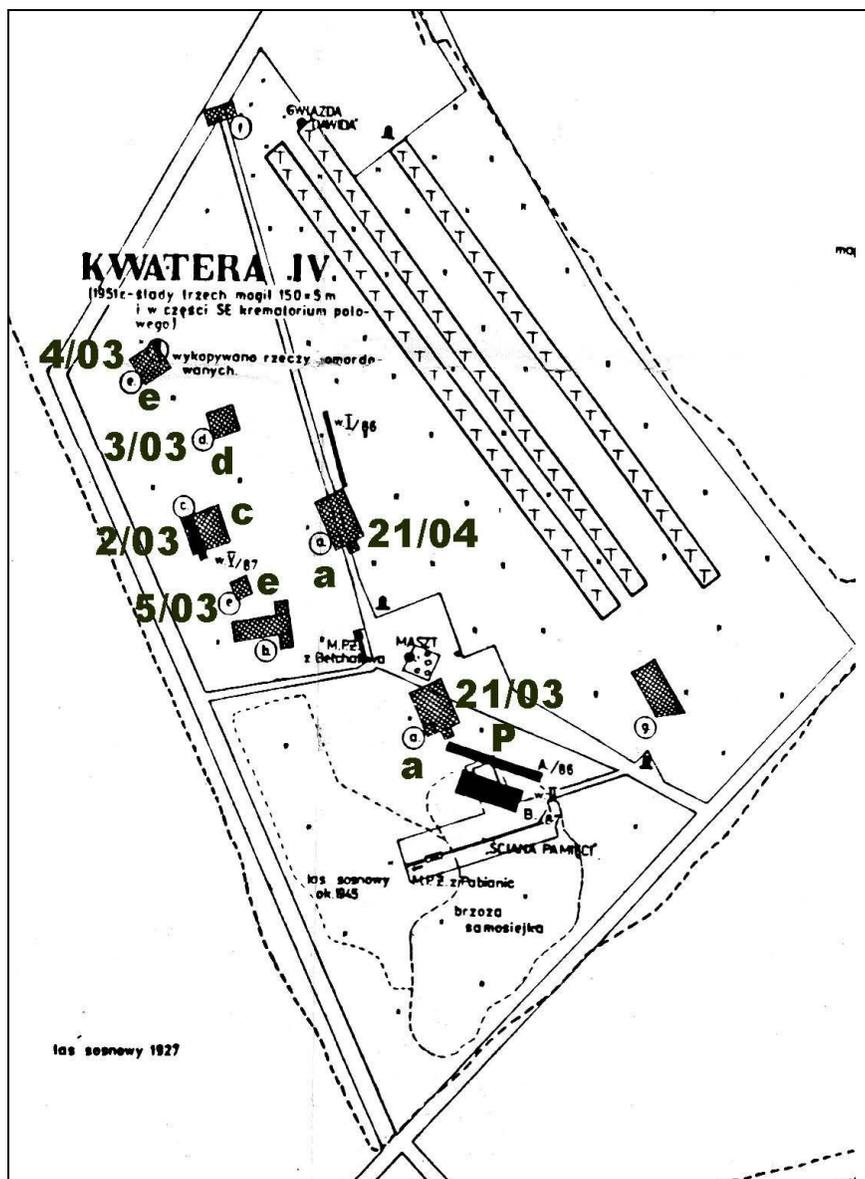 GWIAZDA
DAWIDA"
f
KWATERA IV.
(1951r.-ślady trzech mogił 150×5 m
i w części SE krematorium polo-
wego)
wykopywano rzeczy pomordo-
wanych.
4/03
e
e
3/03
d
d
w.I/86
c
c
2/03
w.V/87
21/04
a
a
e
5/03
e
h
M.P.Ż.
z Bełchatowa
MASZT
21/03
a
a
P
g
A/86
w.II
B.
"ŚCIANA PAMIĘCI"
M.P.Ż. z Pabianic
las sosnowy
ok.1945
brzoza
samosiejka
las sosnowy 1927